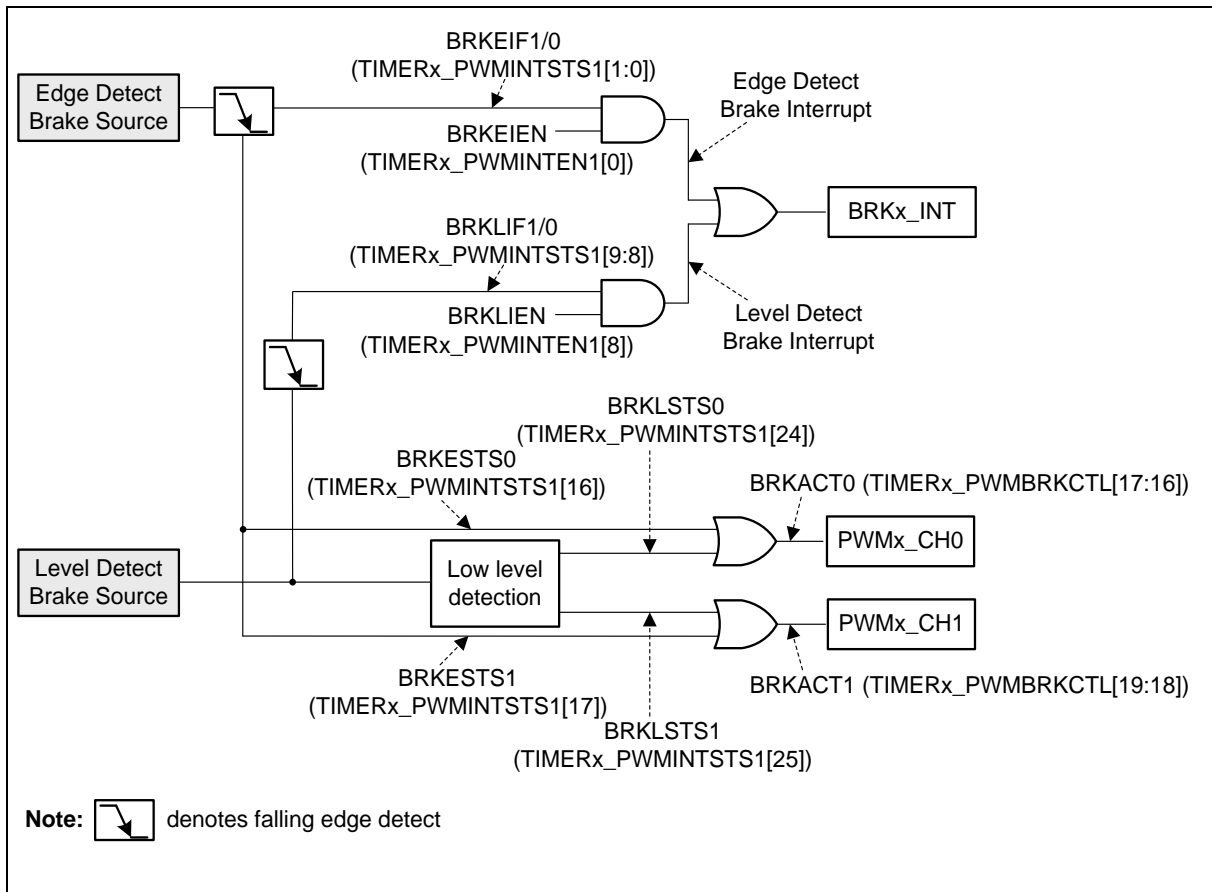 BRKEIF1/0
(TIMERx_PWMINTSTS1[1:0])
Edge Detect
Brake Source
Edge Detect
Brake Interrupt
BRKEIEN
(TIMERx_PWMINTEN1[0])
BRKx_INT
BRKLIF1/0
(TIMERx_PWMINTSTS1[9:8])
BRKLIEN
(TIMERx_PWMINTEN1[8])
Level Detect
Brake Interrupt
BRKLSTS0
(TIMERx_PWMINTSTS1[24])
BRKESTS0
(TIMERx_PWMINTSTS1[16])
BRKACT0 (TIMERx_PWMBRKCTL[17:16])
PWMx_CH0
Level Detect
Brake Source
Low level
detection
PWMx_CH1
BRKESTS1
(TIMERx_PWMINTSTS1[17])
BRKACT1 (TIMERx_PWMBRKCTL[19:18])
BRKLSTS1
(TIMERx_PWMINTSTS1[25])
Note: denotes falling edge detect